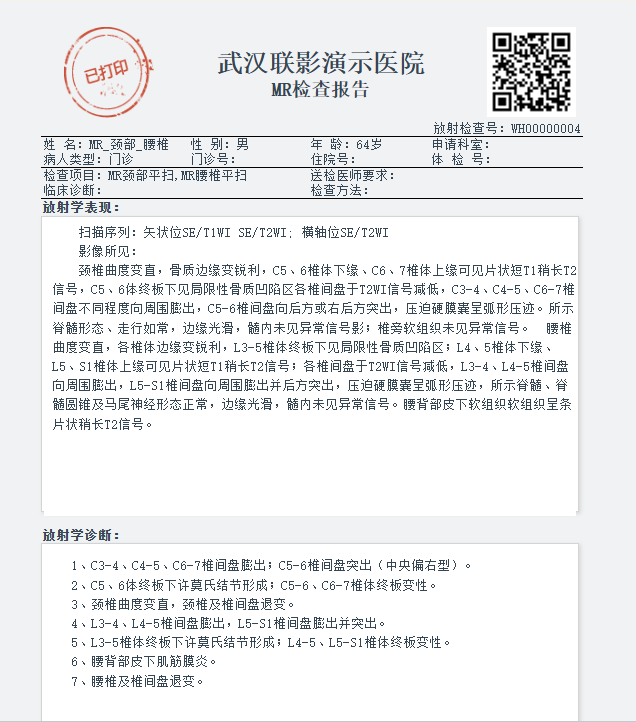 已打印
武汉联影演示医院
MR检查报告
放射检查号：WH00000004
姓 名：MR_颈部_腰椎 性 别：男 年 龄：64岁 申请科室：
病人类型：门诊 门诊号： 住院号： 体 检 号：
检查项目：MR颈部平扫,MR腰椎平扫 送检医师要求：
临床诊断： 检查方法：
放射学表现：
扫描序列：矢状位SE/T1WI SE/T2WI；横轴位SE/T2WI
影像所见：
颈椎曲度变直，骨质边缘变锐利，C5、6椎体下缘、C6、7椎体上缘可见片状短T1稍长T2
信号，C5、6体终板下见局限性骨质凹陷区各椎间盘于T2WI信号减低，C3-4、C4-5、C6-7椎
间盘不同程度向周围膨出，C5-6椎间盘向后方或右后方突出，压迫硬膜囊呈弧形压迹。所示
脊髓形态、走行如常，边缘光滑，髓内未见异常信号影；椎旁软组织未见异常信号。 腰椎
曲度变直，各椎体边缘变锐利，L3-5椎体终板下见局限性骨质凹陷区；L4、5椎体下缘、
L5、S1椎体上缘可见片状短T1稍长T2信号；各椎间盘于T2WI信号减低，L3-4、L4-5椎间盘
向周围膨出，L5-S1椎间盘向周围膨出并后方突出，压迫硬膜囊呈弧形压迹，所示脊髓、脊
髓圆锥及马尾神经形态正常，边缘光滑，髓内未见异常信号。腰背部皮下软组织软组织呈条
片状稍长T2信号。
放射学诊断：
1、C3-4、C4-5、C6-7椎间盘膨出；C5-6椎间盘突出（中央偏右型）。
2、C5、6体终板下许莫氏结节形成；C5-6、C6-7椎体终板变性。
3、颈椎曲度变直，颈椎及椎间盘退变。
4、L3-4、L4-5椎间盘膨出，L5-S1椎间盘膨出并突出。
5、L3-5椎体终板下许莫氏结节形成；L4-5、L5-S1椎体终板变性。
6、腰背部皮下肌筋膜炎。
7、腰椎及椎间盘退变。